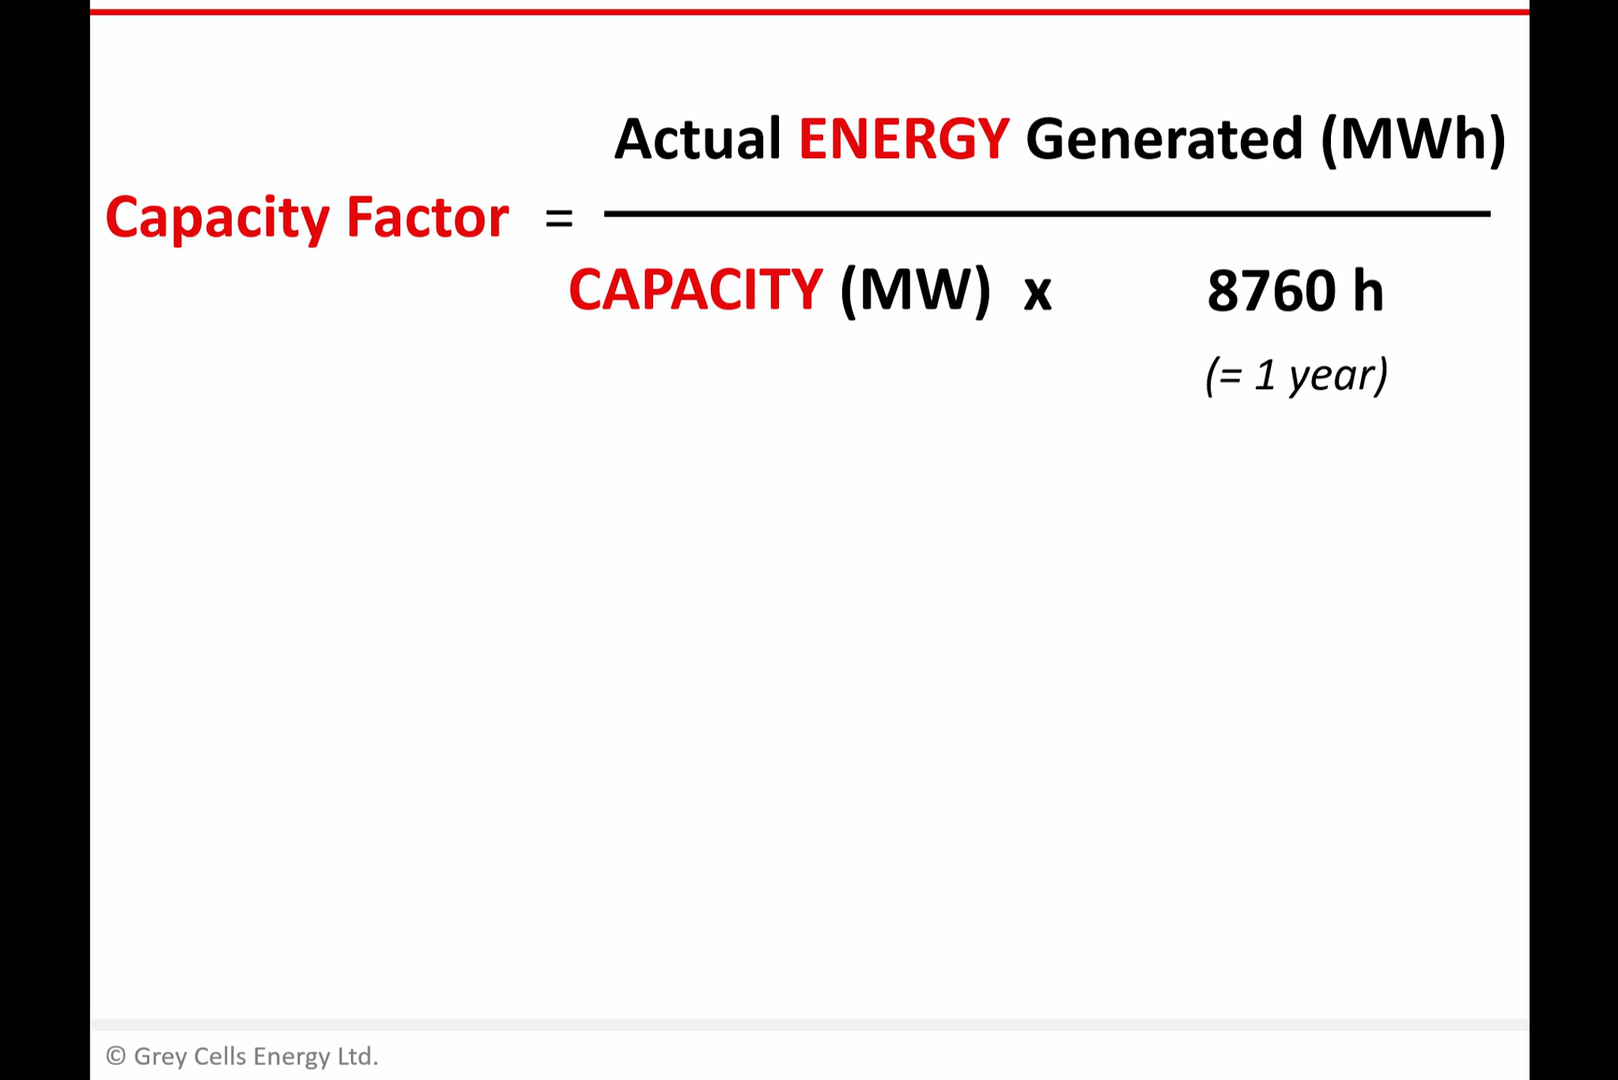 Actual ENERGY Generated (MWh)
Capacity Factor =
CAPACITY (MW) x 8760 h
(= 1 year)
© Grey Cells Energy Ltd.